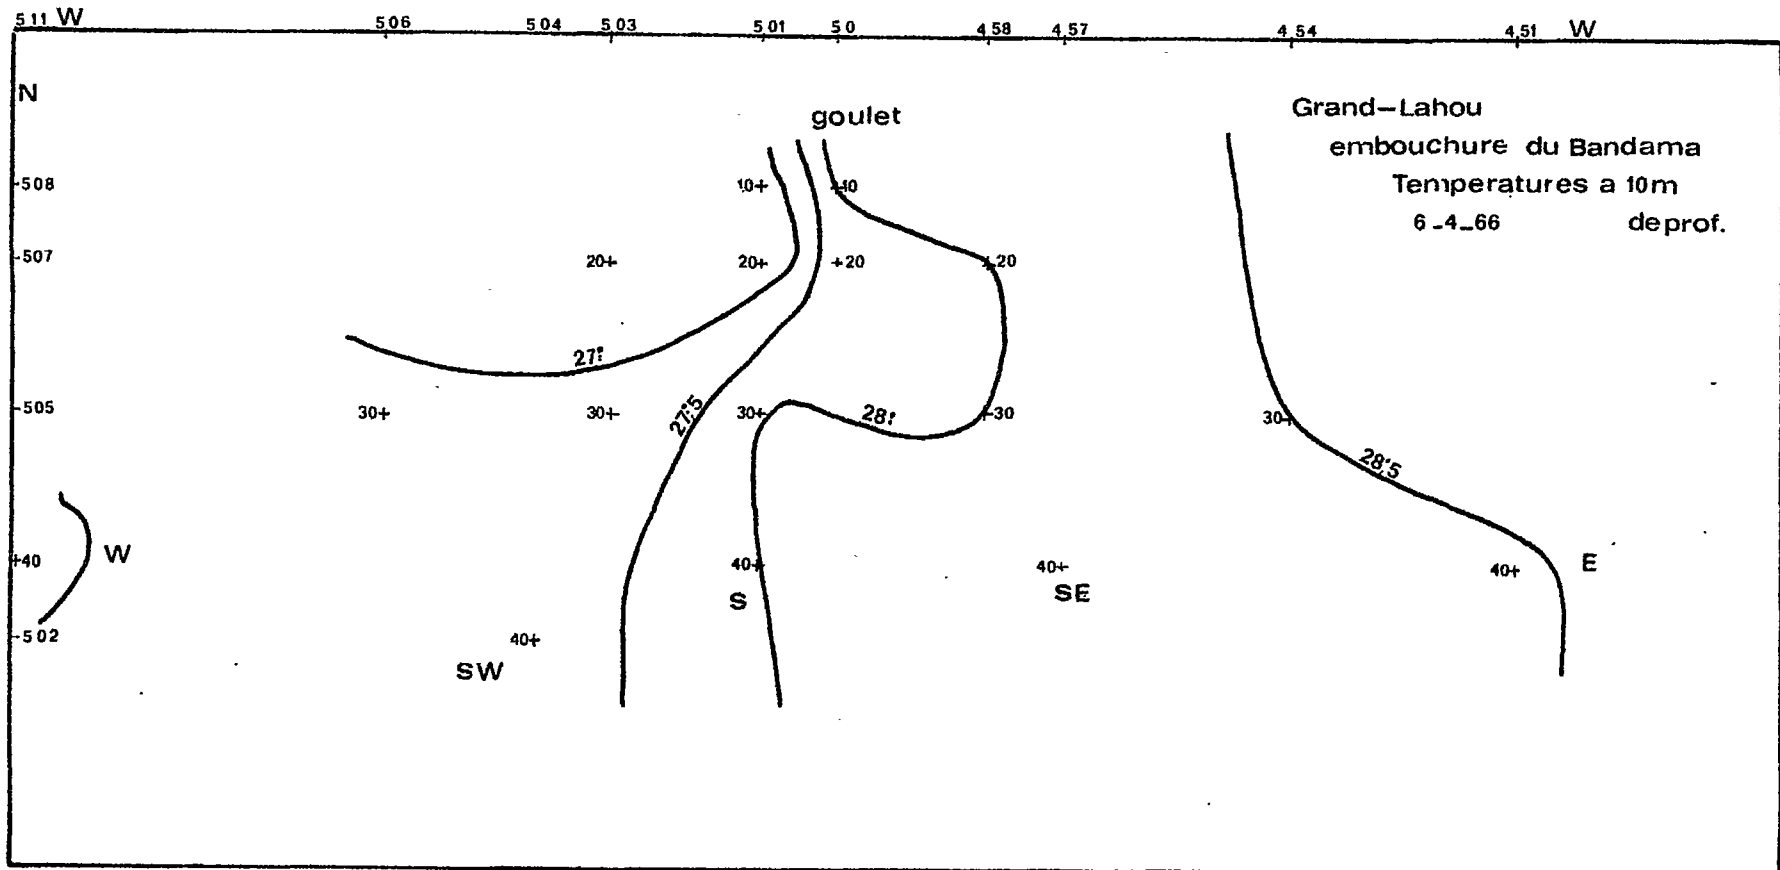 5 11 W 5 06 5 04 5 03 5 01 5 0 4 58 4 57 4 54 4 51 W
N
goulet
Grand-Lahou
embouchure du Bandama
Temperatures a 10m
6-4-66 de prof.
508 10+ +10
507 20+ 20+ +20 +20
27°
505 30+ 30+ 30+ +30 30+
27°5
28°
28°5
W
+40 40+ 40+ 40+ E
S SE
502 40+
SW